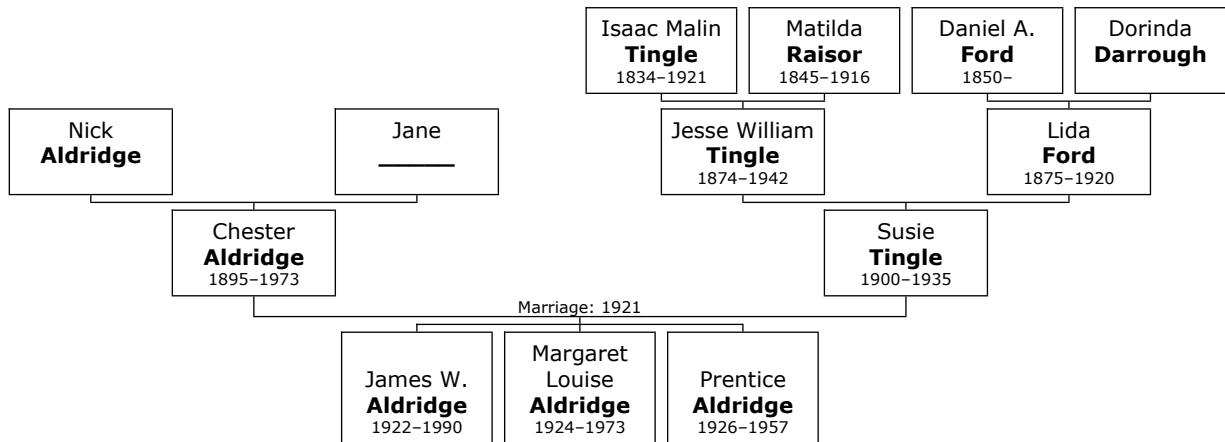 Isaac Malin
Tingle
1834–1921
Matilda
Raisor
1845–1916
Daniel A.
Ford
1850–
Dorinda
Darrough
Nick
Aldridge
Jane
_____
Jesse William
Tingle
1874–1942
Lida
Ford
1875–1920
Chester
Aldridge
1895–1973
Susie
Tingle
1900–1935
Marriage: 1921
James W.
Aldridge
1922–1990
Margaret
Louise
Aldridge
1924–1973
Prentice
Aldridge
1926–1957